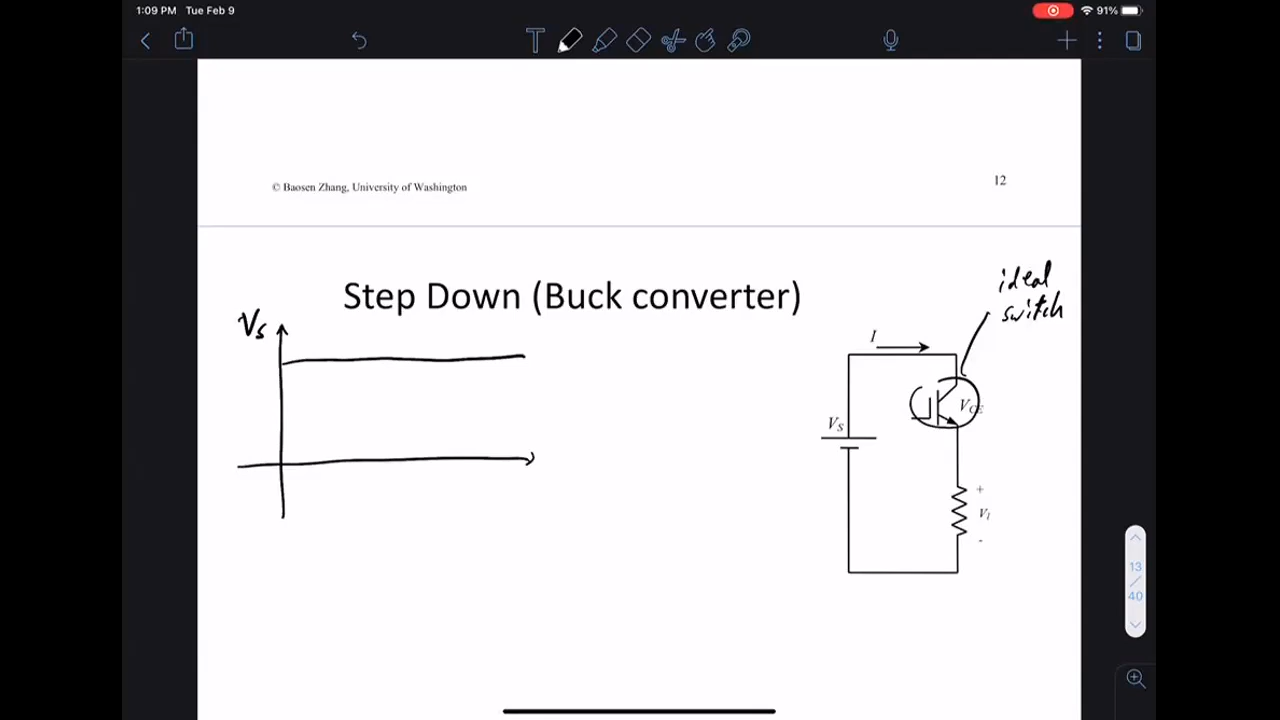 1:09 PM Tue Feb 9
91%
T
© Baosen Zhang, University of Washington
12
Step Down (Buck converter)
Vs
ideal
switch
I
VCE
VS
+
Vl
-
13
/
40